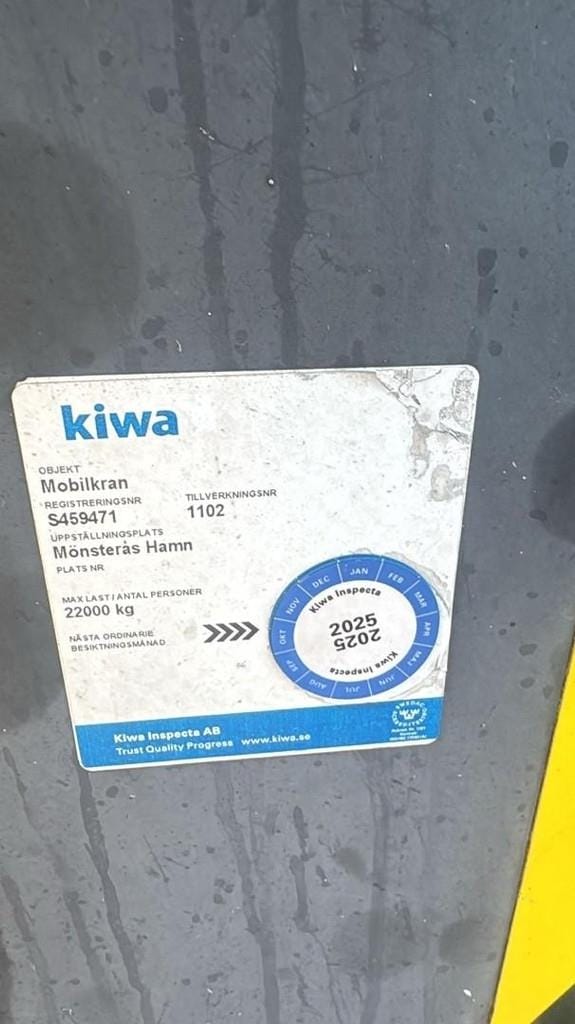 kiwa
OBJEKT
Mobilkran
REGISTRERINGSNR TILLVERKNINGSNR
S459471 1102
UPPSTÄLLNINGSPLATS
Mönsterås Hamn
PLATS NR
MAX LAST / ANTAL PERSONER
22000 kg
NÄSTA ORDINARIE
BESIKTNINGSMÅNAD
JAN FEB MAR APR MAJ JUN JUL AUG SEP OKT NOV DEC
Kiwa Inspecta
2025
2025
Kiwa Inspecta
Kiwa Inspecta AB
Trust Quality Progress www.kiwa.se
SWEDAC